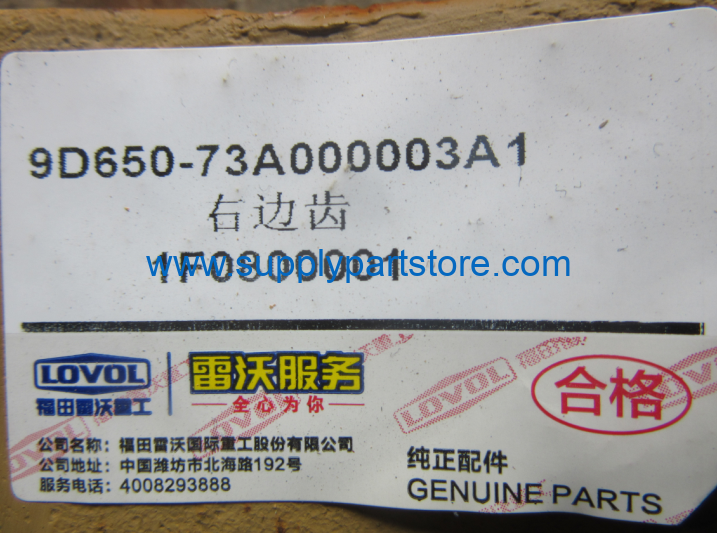 9D650-73A000003A1
右边齿
1F0800001
www.supplypartstore.com
LOVOL
福田雷沃重工
雷沃服务
全心为你
合格
公司名称：福田雷沃国际重工股份有限公司
公司地址：中国潍坊市北海路192号
服务电话：4008293888
纯正配件
GENUINE PARTS
LOVOL